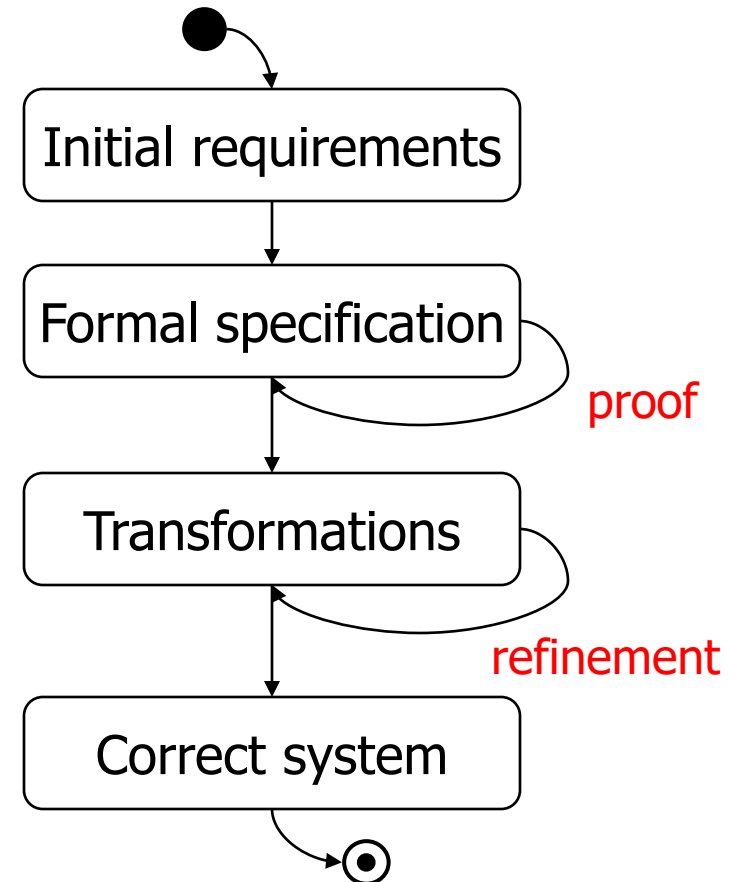 Initial requirements
Formal specification
proof
Transformations
refinement
Correct system